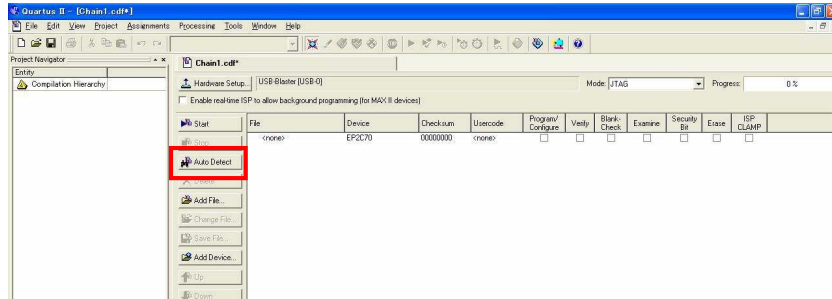 Quartus II - [Chain1.cdf*]
File Edit View Project Assignments Processing Tools Window Help
Project Navigator
Entity
Compilation Hierarchy
Chain1.cdf*
Hardware Setup... USB-Blaster [USB-0] Mode: JTAG Progress: 0 %
Enable real-time ISP to allow background programming (for MAX II devices)
Start
Stop
Auto Detect
Delete
Add File...
Change File...
Save File...
Add Device...
Up
Down
File Device Checksum Usercode Program/Configure Verify Blank-Check Examine Security Bit Erase ISP CLAMP
<none> EP2C70 00000000 <none>